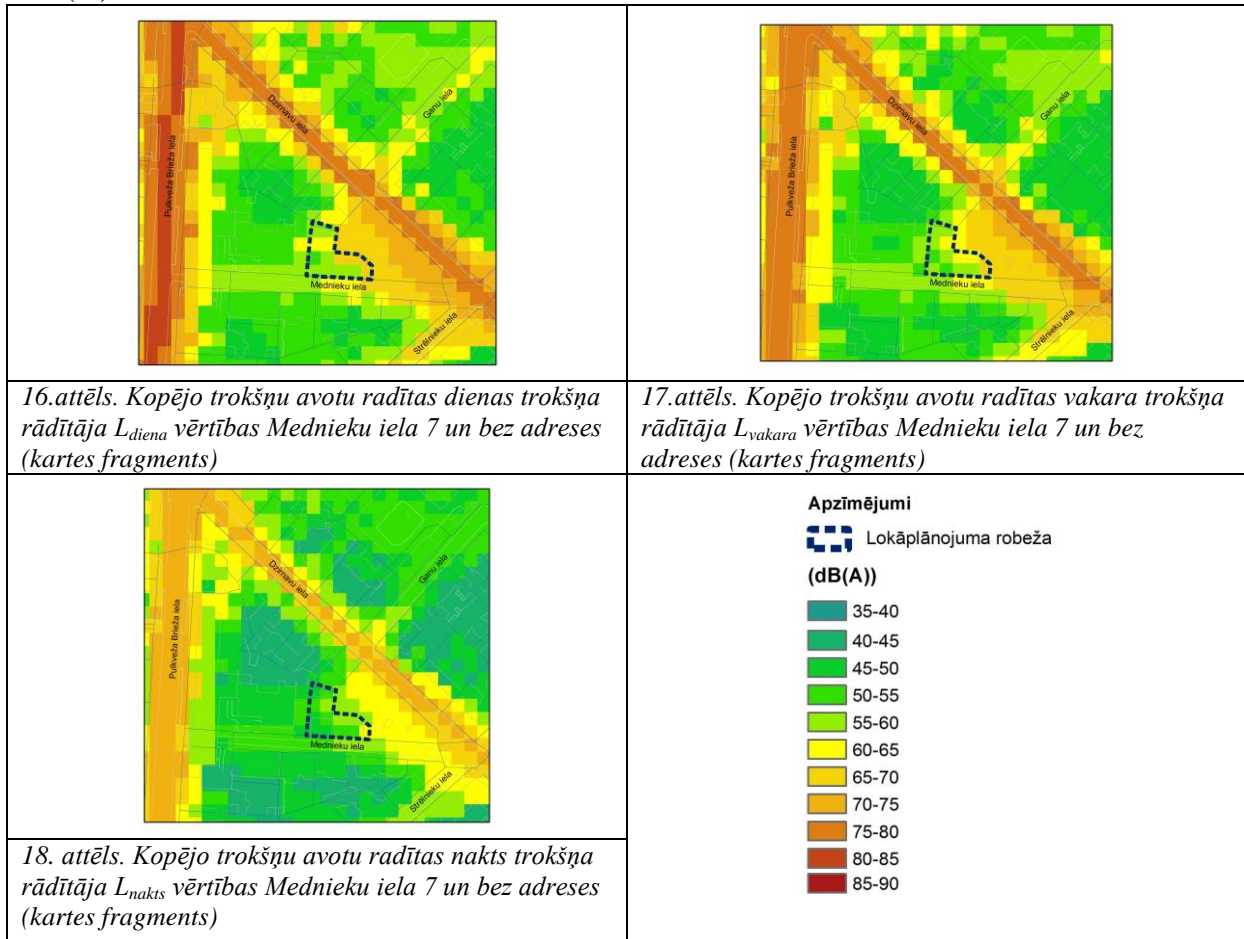 Pulkveža Brieža iela
Dzirnavu iela
Ganu iela
Mednieku iela
Strēlnieku iela
Pulkveža Brieža iela
Dzirnavu iela
Ganu iela
Mednieku iela
Strēlnieku iela
16.attēls. Kopējo trokšņu avotu radītas dienas trokšņa
rādītāja Ldiena vērtības Mednieku iela 7 un bez adreses
(kartes fragments)
17.attēls. Kopējo trokšņu avotu radītas vakara trokšņa
rādītāja Lvakara vērtības Mednieku iela 7 un bez
adreses (kartes fragments)
Pulkveža Brieža iela
Dzirnavu iela
Ganu iela
Mednieku iela
Strēlnieku iela
18. attēls. Kopējo trokšņu avotu radītas nakts trokšņa
rādītāja Lnakts vērtības Mednieku iela 7 un bez adreses
(kartes fragments)
Apzīmējumi
Lokāplānojuma robeža
(dB(A))
35-40
40-45
45-50
50-55
55-60
60-65
65-70
70-75
75-80
80-85
85-90